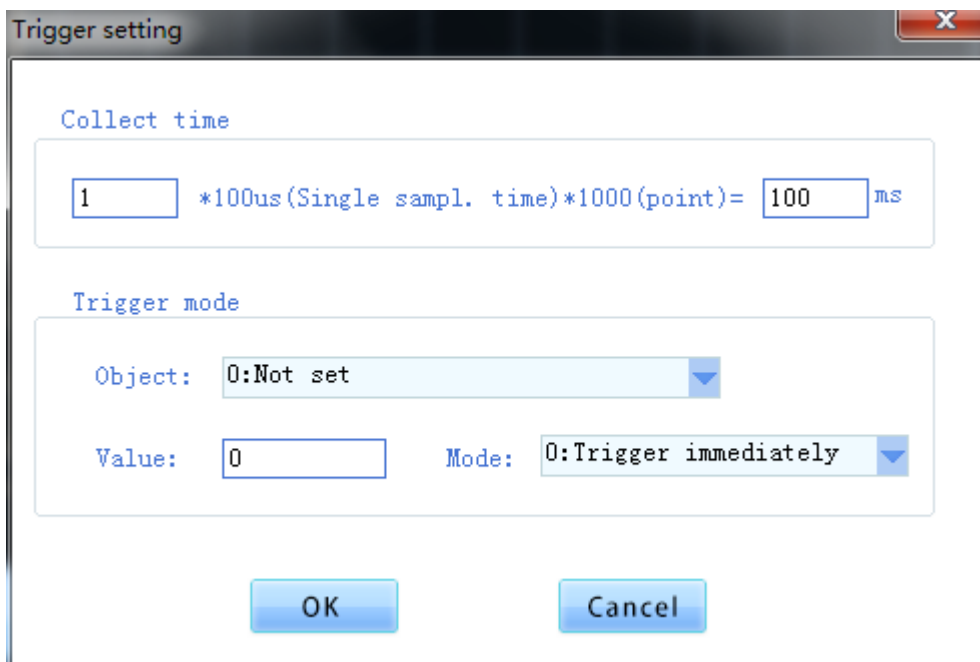 Trigger setting
Collect time
1 *100us(Single sampl. time)*1000(point)= 100 ms
Trigger mode
Object: 0:Not set
Value: 0 Mode: 0:Trigger immediately
OK Cancel